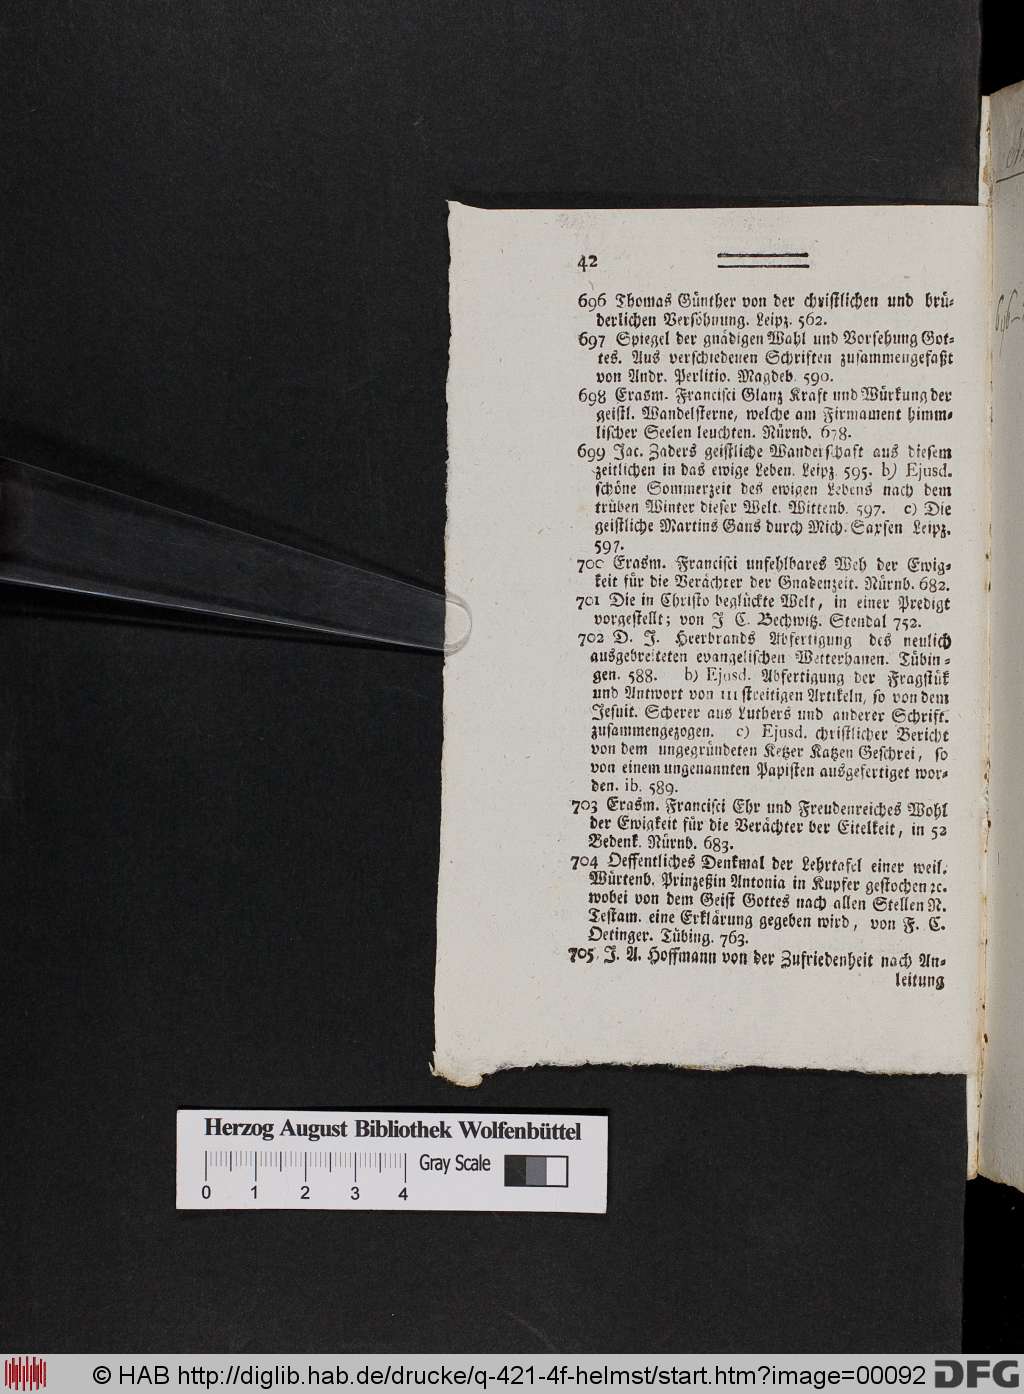 42
696 Thomas Günther von der christlichen und brü-
derlichen Versöhnung. Leipz. 562.
697 Spiegel der gnädigen Wahl und Vorsehung Got-
tes. Aus verschiedenen Schriften zusammengefaßt
von Andr. Perlitio. Magdeb. 590.
698 Erasm. Francisci Glanz Kraft und Würkung der
geistl. Wandelsterne, welche am Firmament himm-
lischer Seelen leuchten. Nürnb. 678.
699 Jac. Zaders geistliche Wanderschaft aus diesem
zeitlichen in das ewige Leben. Leipz. 595. b) Ejusd.
schöne Sommerzeit des ewigen Lebens nach dem
trüben Winter dieser Welt. Wittenb. 597. c) Die
geistliche Martins Gans durch Mich. Saxsen Leipz.
597.
700 Erasm. Francisci unfehlbares Weh der Ewig-
keit für die Verächter der Gnadenzeit. Nürnb. 682.
701 Die in Christo beglückte Welt, in einer Predigt
vorgestellt; von J C. Bechwitz. Stendal 752.
702 D. J. Heerbrands Abfertigung des neulich
ausgebreiteten evangelischen Wetterhanen. Tübin-
gen. 588. b) Ejusd. Abfertigung der Fragstük
und Antwort von 111 streitigen Artikeln, so von dem
Jesuit. Scherer aus Luthers und anderer Schrift.
zusammengezogen. c) Ejusd. christlicher Bericht
von dem ungegründeten Ketzer Katzen Geschrei, so
von einem ungenannten Papisten ausgefertiget wor-
den. ib. 589.
703 Erasm. Francisci Ehr und Freudenreiches Wohl
der Ewigkeit für die Verächter der Eitelkeit, in 52
Bedenk. Nürnb. 683.
704 Oeffentliches Denkmal der Lehrtafel einer weil.
Würtenb. Prinzeßin Antonia in Kupfer gestochen ꝛc.
wobei von dem Geist Gottes nach allen Stellen N.
Testam. eine Erklärung gegeben wird, von F. C.
Oetinger. Tübing. 763.
705. J. A. Hoffmann von der Zufriedenheit nach An-
leitung
Herzog August Bibliothek Wolfenbüttel
Gray Scale
0 1 2 3 4
© HAB http://diglib.hab.de/drucke/q-421-4f-helmst/start.htm?image=00092
DFG